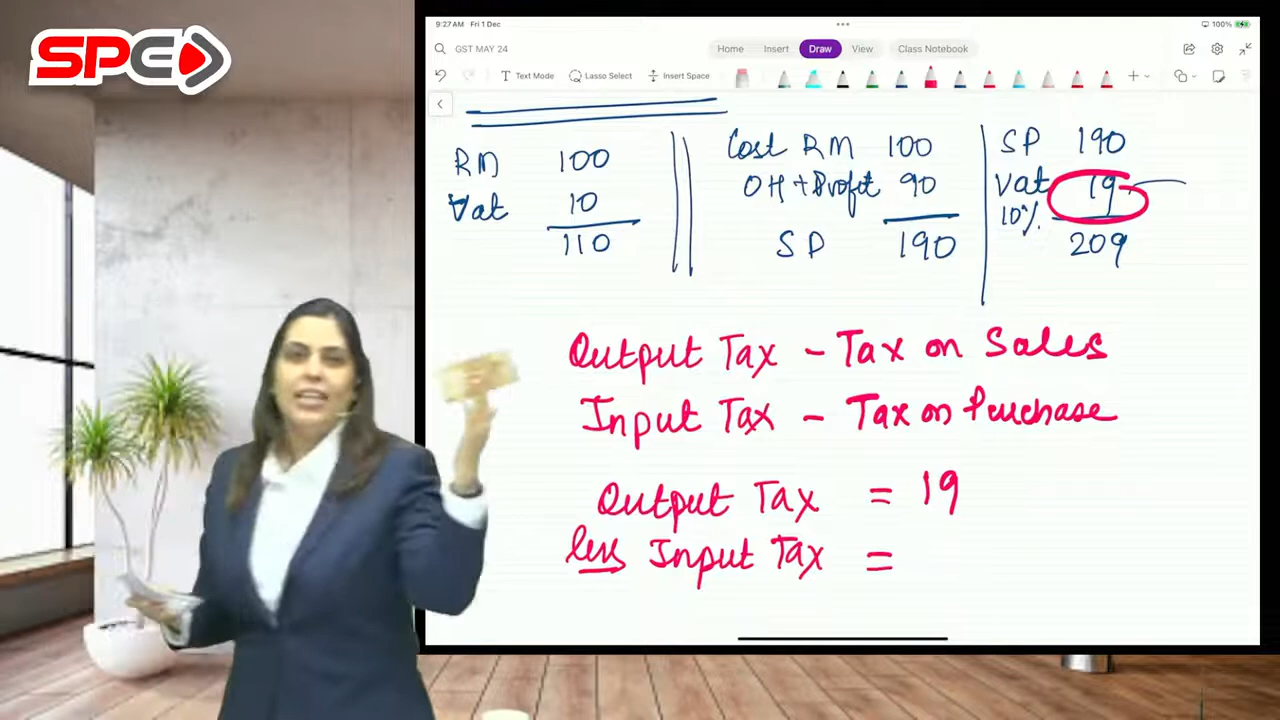 SPE
9:27 AM Fri 1 Dec
100%
GST MAY 24
Home Insert Draw View Class Notebook
Text Mode Lasso Select Insert Space
RM 100
Vat 10
110
Cost RM 100
OH + Profit 90
SP 190
SP 190
Vat 19
10%
209
Output Tax - Tax on Sales
Input Tax - Tax on Purchase
Output Tax = 19
less Input Tax =